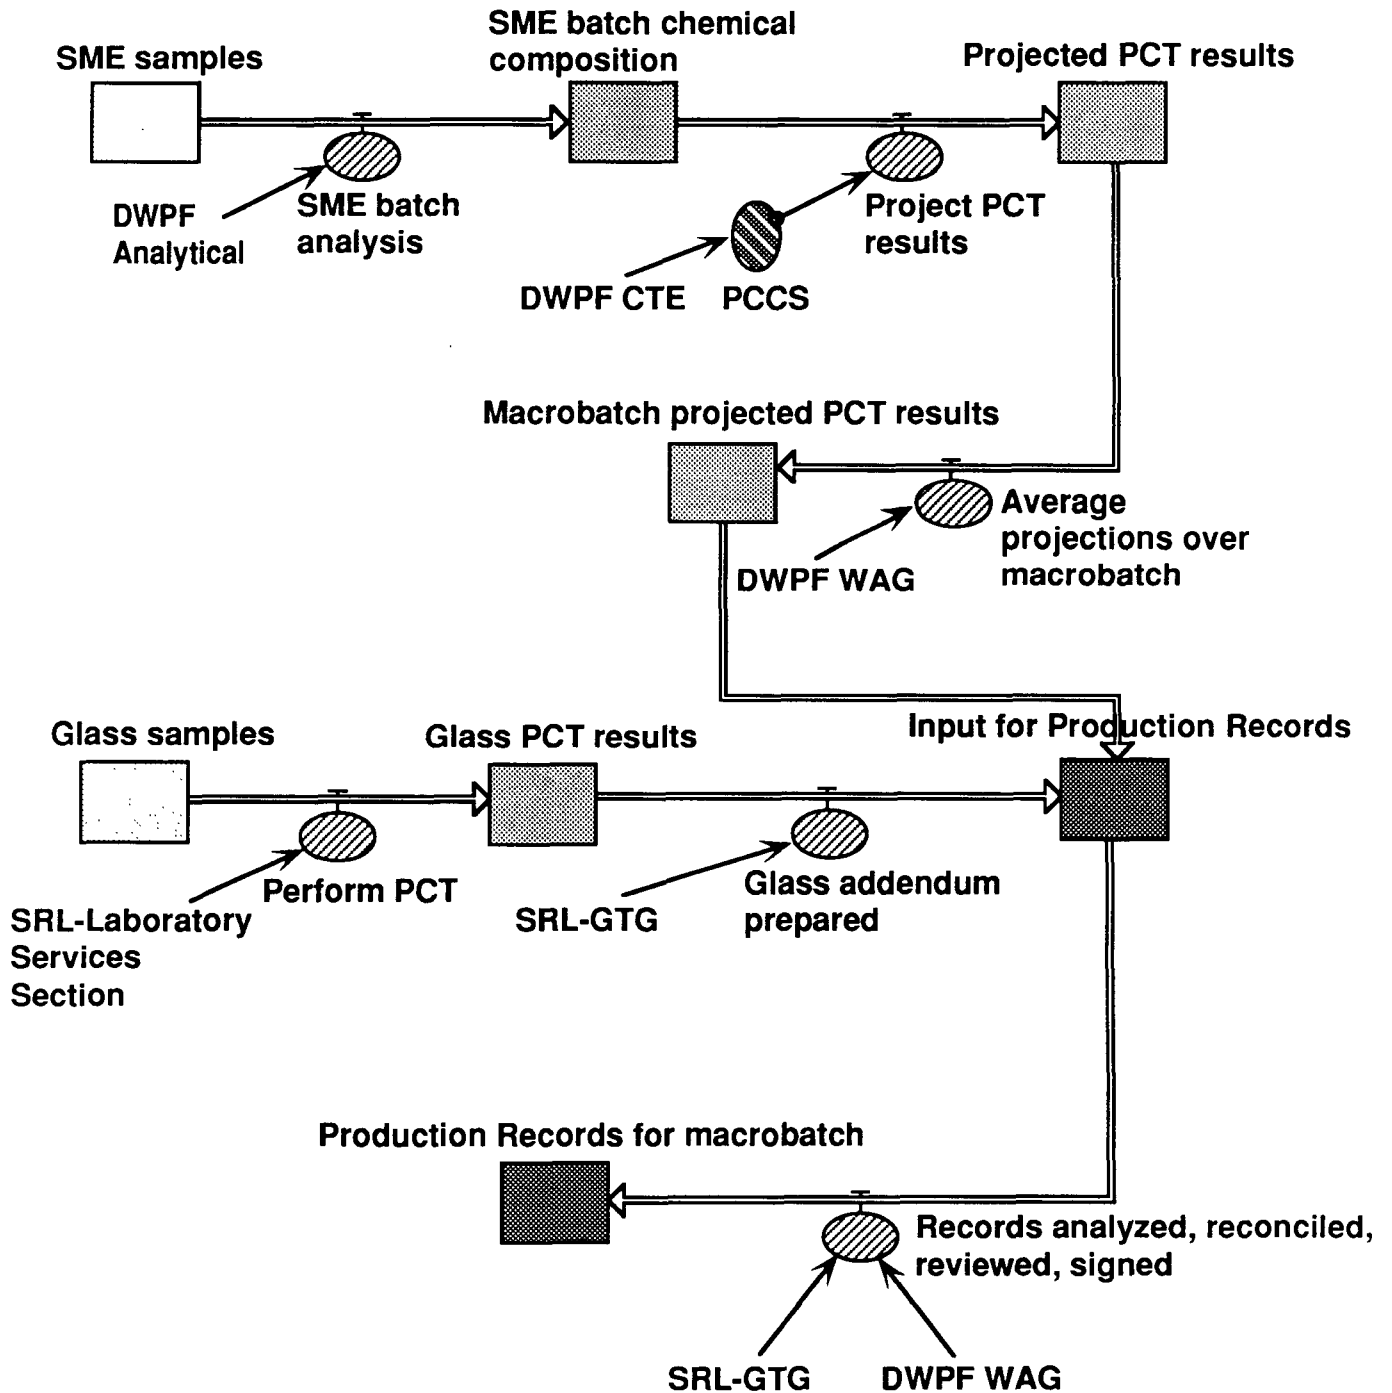 SME samples
SME batch chemical
composition
Projected PCT results
DWPF
Analytical
SME batch
analysis
Project PCT
results
DWPF CTE
PCCS
Macrobatch projected PCT results
Average
projections over
macrobatch
DWPF WAG
Glass samples
Glass PCT results
Input for Production Records
Perform PCT
SRL-Laboratory
Services
Section
SRL-GTG
Glass addendum
prepared
Production Records for macrobatch
Records analyzed, reconciled,
reviewed, signed
SRL-GTG
DWPF WAG